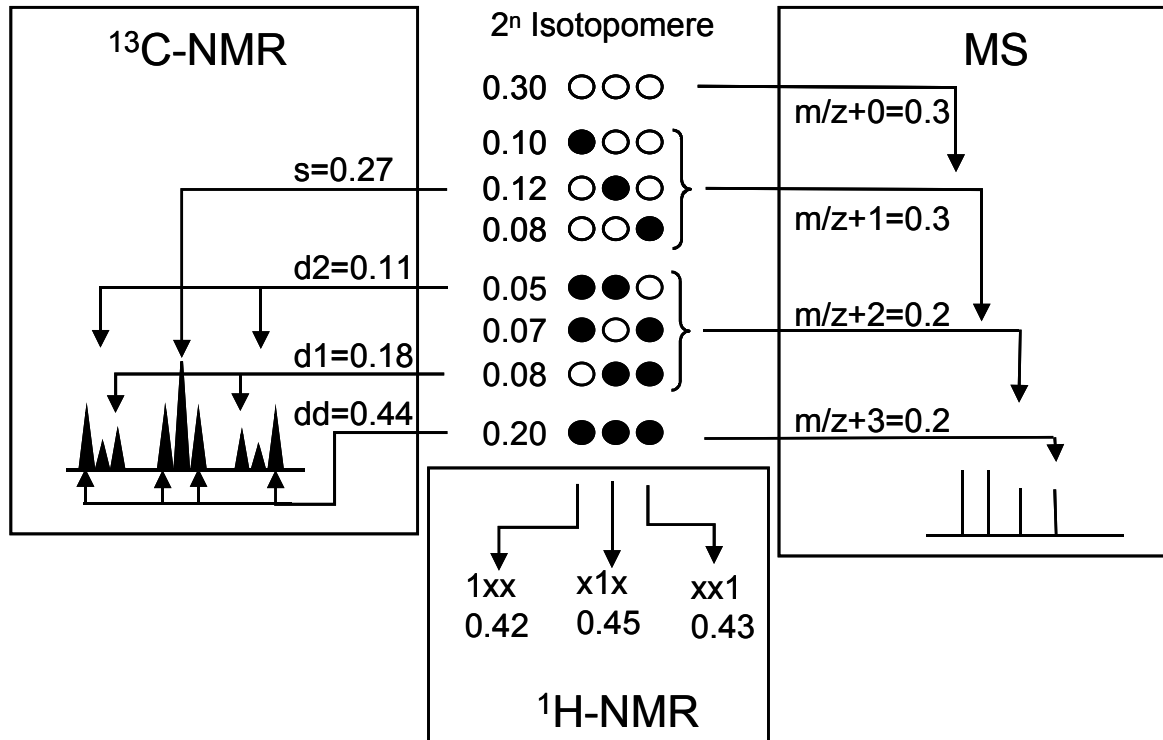 ¹³C-NMR
s=0.27
d2=0.11
d1=0.18
dd=0.44
2ⁿ Isotopomere
0.30
0.10
0.12
0.08
0.05
0.07
0.08
0.20
MS
m/z+0=0.3
m/z+1=0.3
m/z+2=0.2
m/z+3=0.2
1xx x1x xx1
0.42 0.45 0.43
¹H-NMR